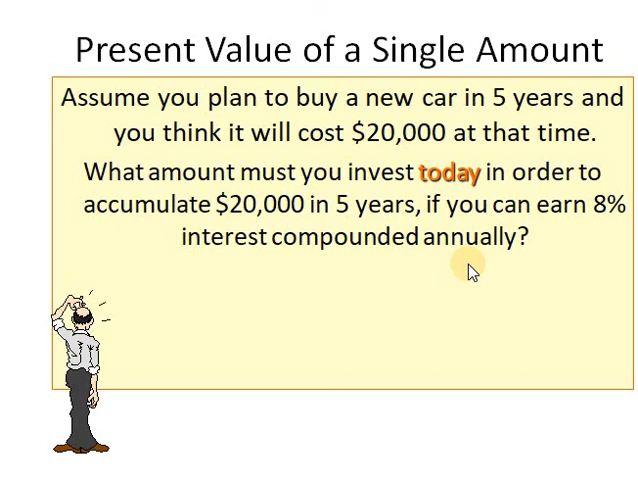 Present Value of a Single Amount
Assume you plan to buy a new car in 5 years and
you think it will cost $20,000 at that time.
What amount must you invest today in order to
accumulate $20,000 in 5 years, if you can earn 8%
interest compounded annually?